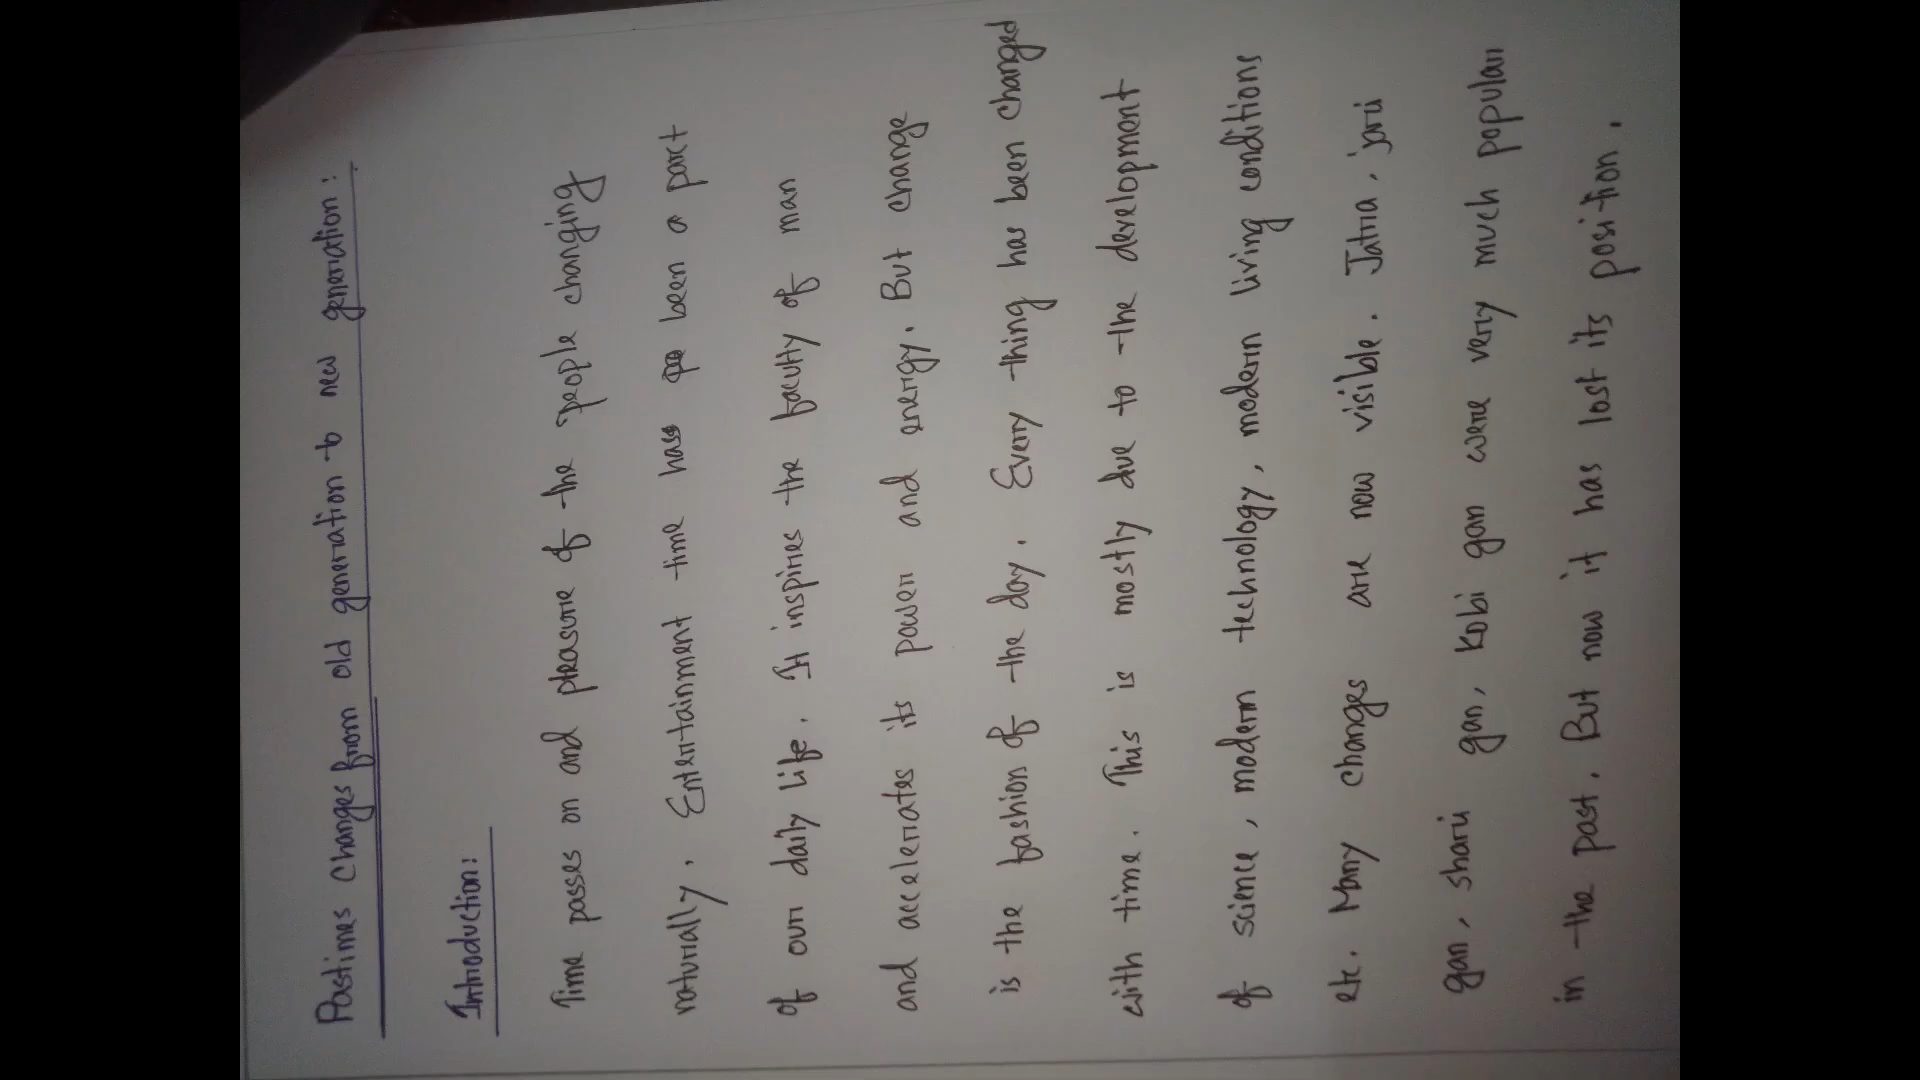 Pastimes changes from old generation to new generation:
Introduction:
Time passes on and pleasure of the people changing
naturally. Entertainment time has been a part
of our daily life. It inspires the faculty of man
and accelerates its power and energy. But change
is the fashion of the day. Every thing has been changed
with time. This is mostly due to the development
of science, modern technology, modern living conditions
etc. Many changes are now visible. Jatra, jari
gan, shari gan, Kobi gan were very much popular
in the past. But now it has lost its position.